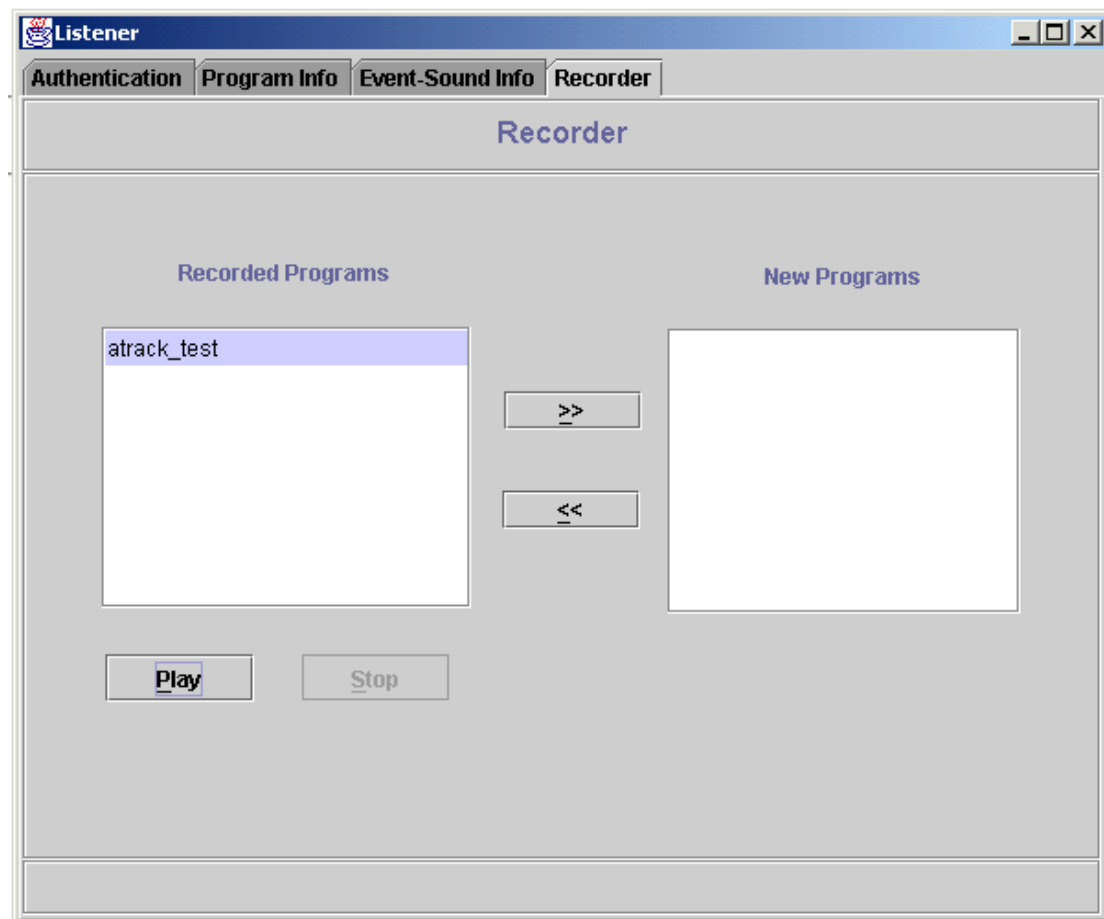 Listener
Authentication Program Info Event-Sound Info Recorder
Recorder
Recorded Programs New Programs
atrack_test
>>
<<
Play Stop